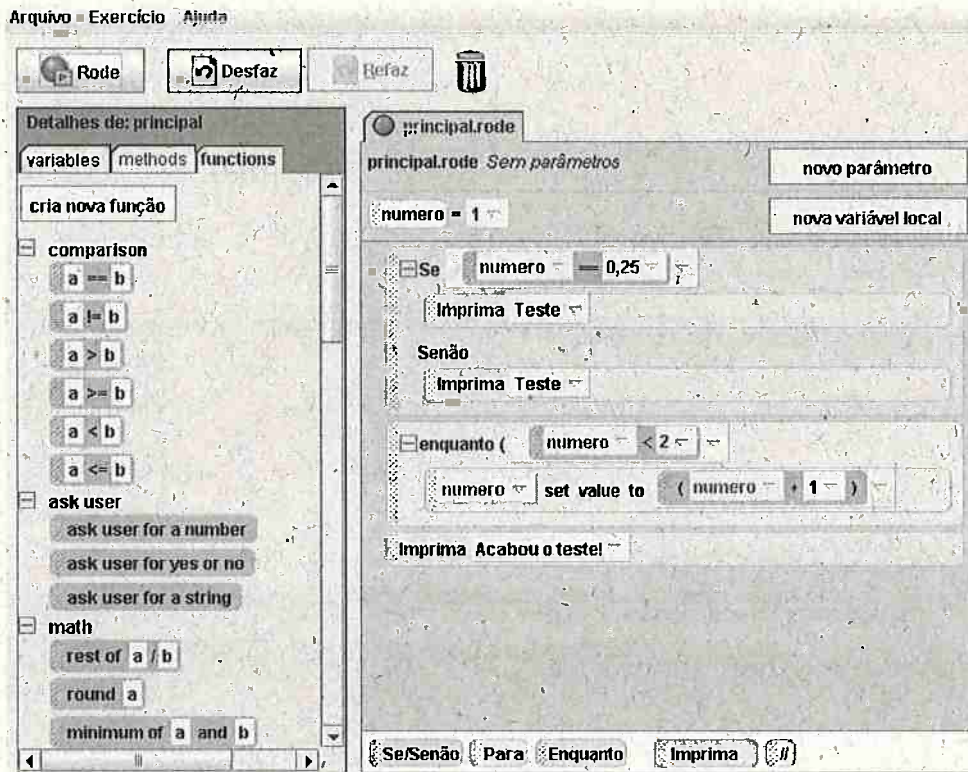 Arquivo Exercício Ajuda
Rode Desfaz Refaz
Detalhes de: principal
variables methods functions
cria nova função
comparison
a == b
a != b
a > b
a >= b
a < b
a <= b
ask user
ask user for a number
ask user for yes or no
ask user for a string
math
rest of a / b
round a
minimum of a and b
principal.rode
principal.rode Sem parâmetros
novo parâmetro
numero = 1
nova variável local
Se numero == 0,25
Imprima Teste
Senão
Imprima Teste
enquanto ( numero < 2
numero set value to ( numero + 1 )
Imprima Acabou o teste!
Se/Senão Para Enquanto Imprima //